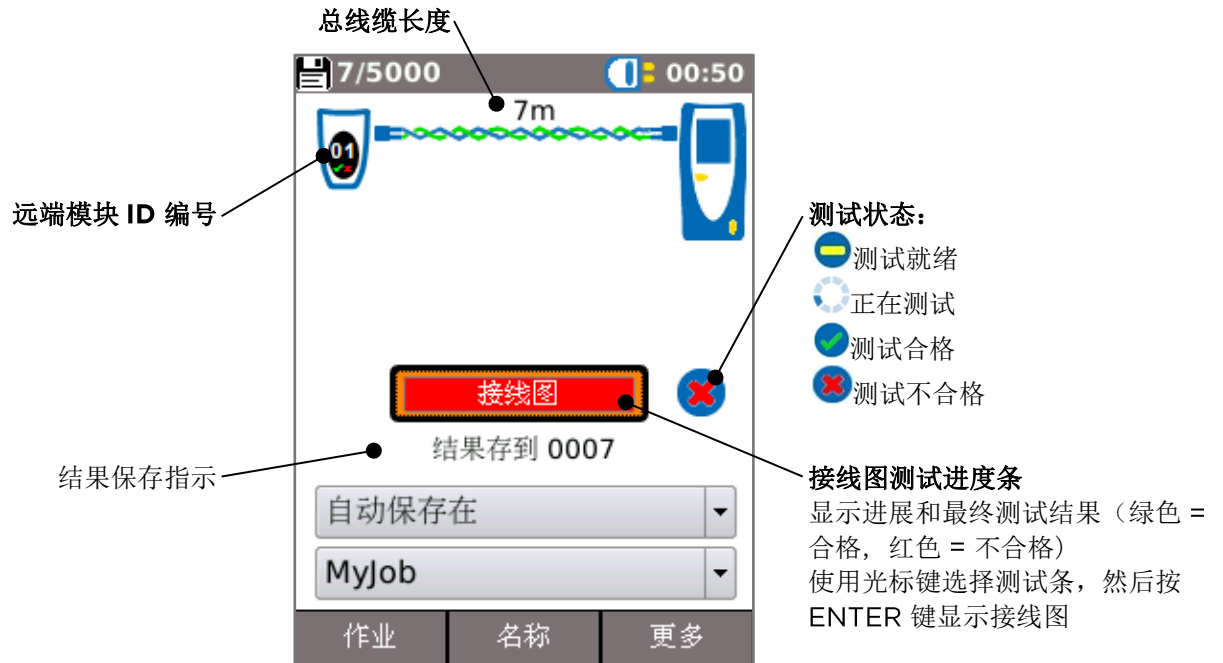 总线缆长度
7/5000
00:50
7m
01
远端模块 ID 编号
测试状态：
测试就绪
正在测试
测试合格
测试不合格
接线图
结果存到 0007
结果保存指示
接线图测试进度条
显示进展和最终测试结果（绿色 =
合格, 红色 = 不合格）
使用光标键选择测试条，然后按
ENTER 键显示接线图
自动保存在
MyJob
作业
名称
更多